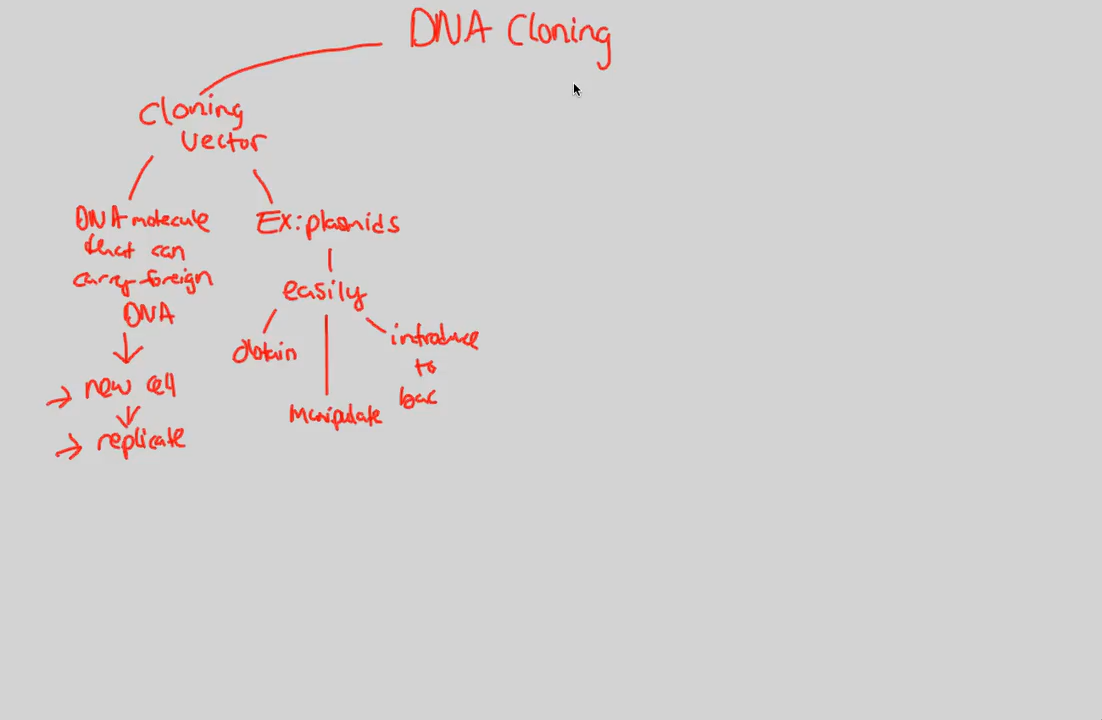 DNA Cloning
Cloning
Vector
DNA molecule
that can
carry foreign
DNA
new cell
replicate
Ex: plasmids
easily
obtain
Manipulate
introduce
to
bac